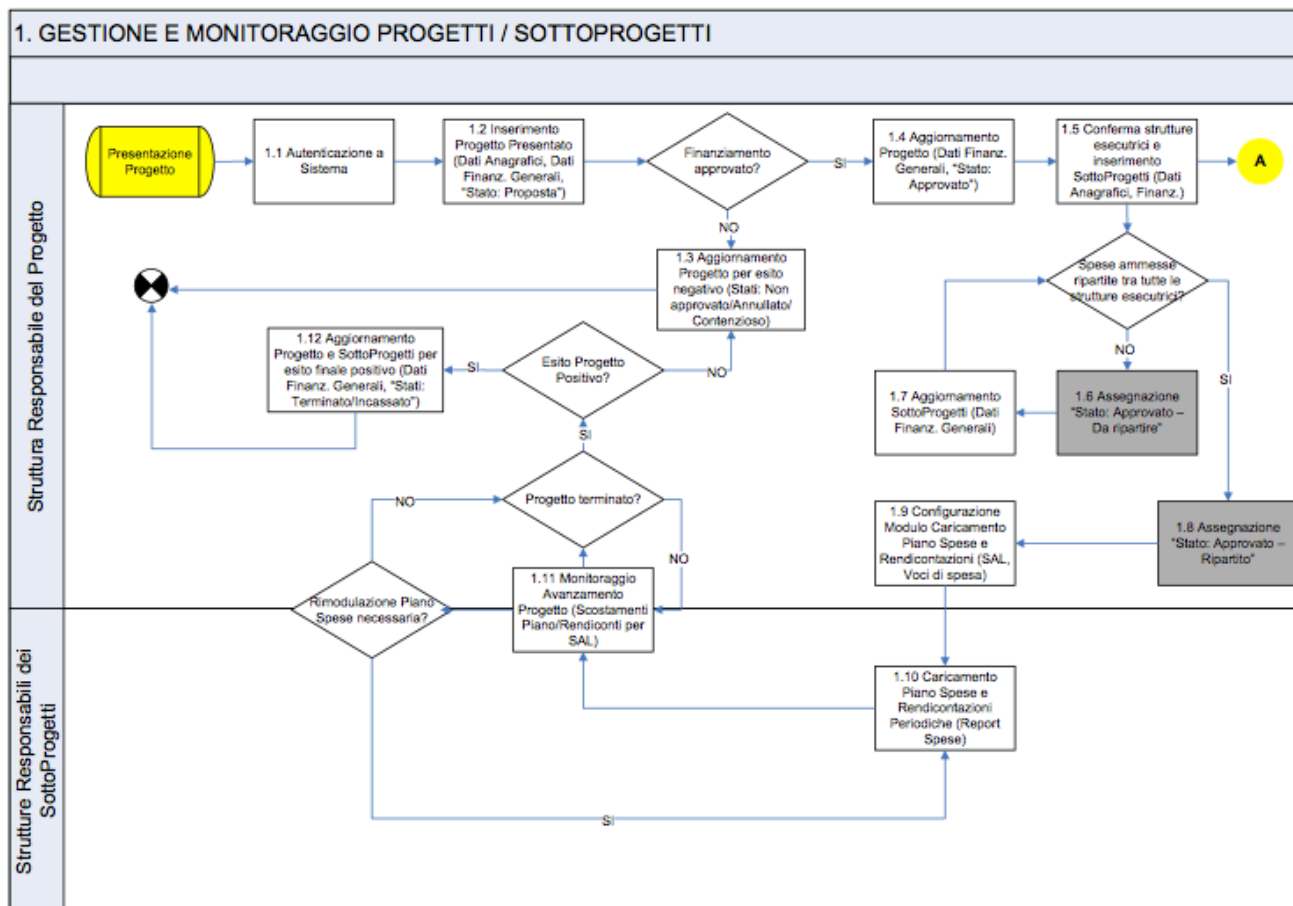 1. GESTIONE E MONITORAGGIO PROGETTI / SOTTOPROGETTI
Struttura Responsabile del Progetto
Presentazione
Progetto
1.1 Autenticazione a
Sistema
1.2 Inserimento
Progetto Presentato
(Dati Anagrafici, Dati
Finanz. Generali,
"Stato: Proposta")
Finanziamento
approvato?
SI
1.4 Aggiornamento
Progetto (Dati Finanz.
Generali, "Stato:
Approvato")
1.5 Conferma strutture
esecutrici e
inserimento
SottoProgetti (Dati
Anagrafici, Finanz.)
A
NO
1.3 Aggiornamento
Progetto per esito
negativo (Stati: Non
approvato/Annullato/
Contenzioso)
Spese ammesse
ripartite tra tutte le
strutture esecutrici?
NO
SI
1.12 Aggiornamento
Progetto e SottoProgetti per
esito finale positivo (Dati
Finanz. Generali, "Stati:
Terminato/Incassato")
SI
Esito Progetto
Positivo?
NO
1.7 Aggiornamento
SottoProgetti (Dati
Finanz. Generali)
1.6 Assegnazione
"Stato: Approvato –
Da ripartire"
SI
NO
Progetto terminato?
NO
1.9 Configurazione
Modulo Caricamento
Piano Spese e
Rendicontazioni (SAL,
Voci di spesa)
1.8 Assegnazione
"Stato: Approvato –
Ripartito"
Rimodulazione Piano
Spese necessaria?
1.11 Monitoraggio
Avanzamento
Progetto (Scostamenti
Piano/Rendiconti per
SAL)
Strutture Responsabili dei
SottoProgetti
1.10 Caricamento
Piano Spese e
Rendicontazioni
Periodiche (Report
Spese)
SI